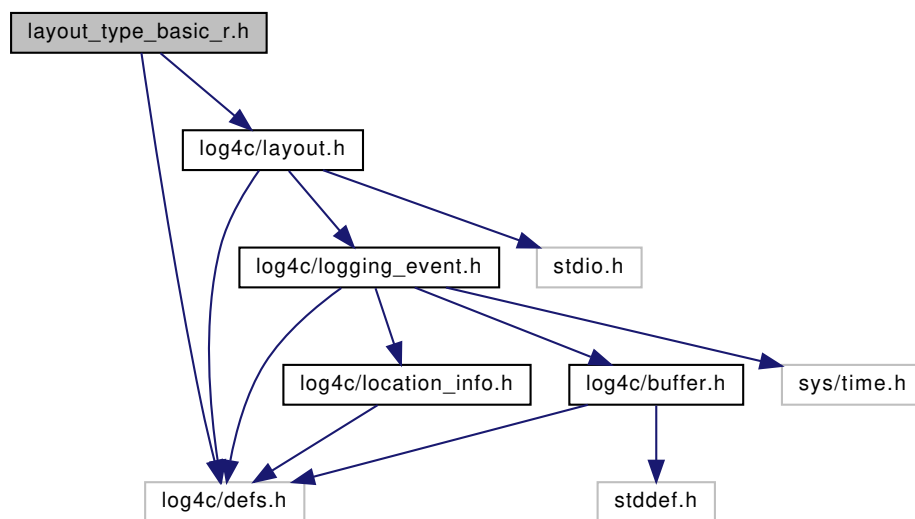 layout_type_basic_r.h
log4c/layout.h
log4c/logging_event.h
stdio.h
log4c/location_info.h
log4c/buffer.h
sys/time.h
log4c/defs.h
stddef.h